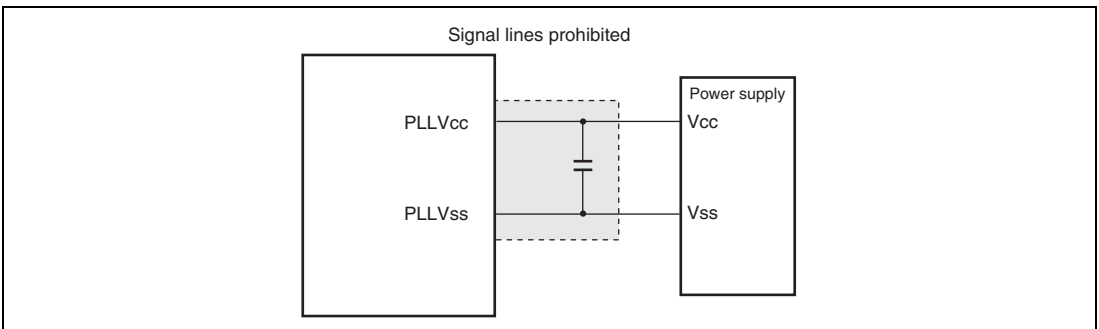 Signal lines prohibited
Power supply
PLLVcc
Vcc
PLLVss
Vss